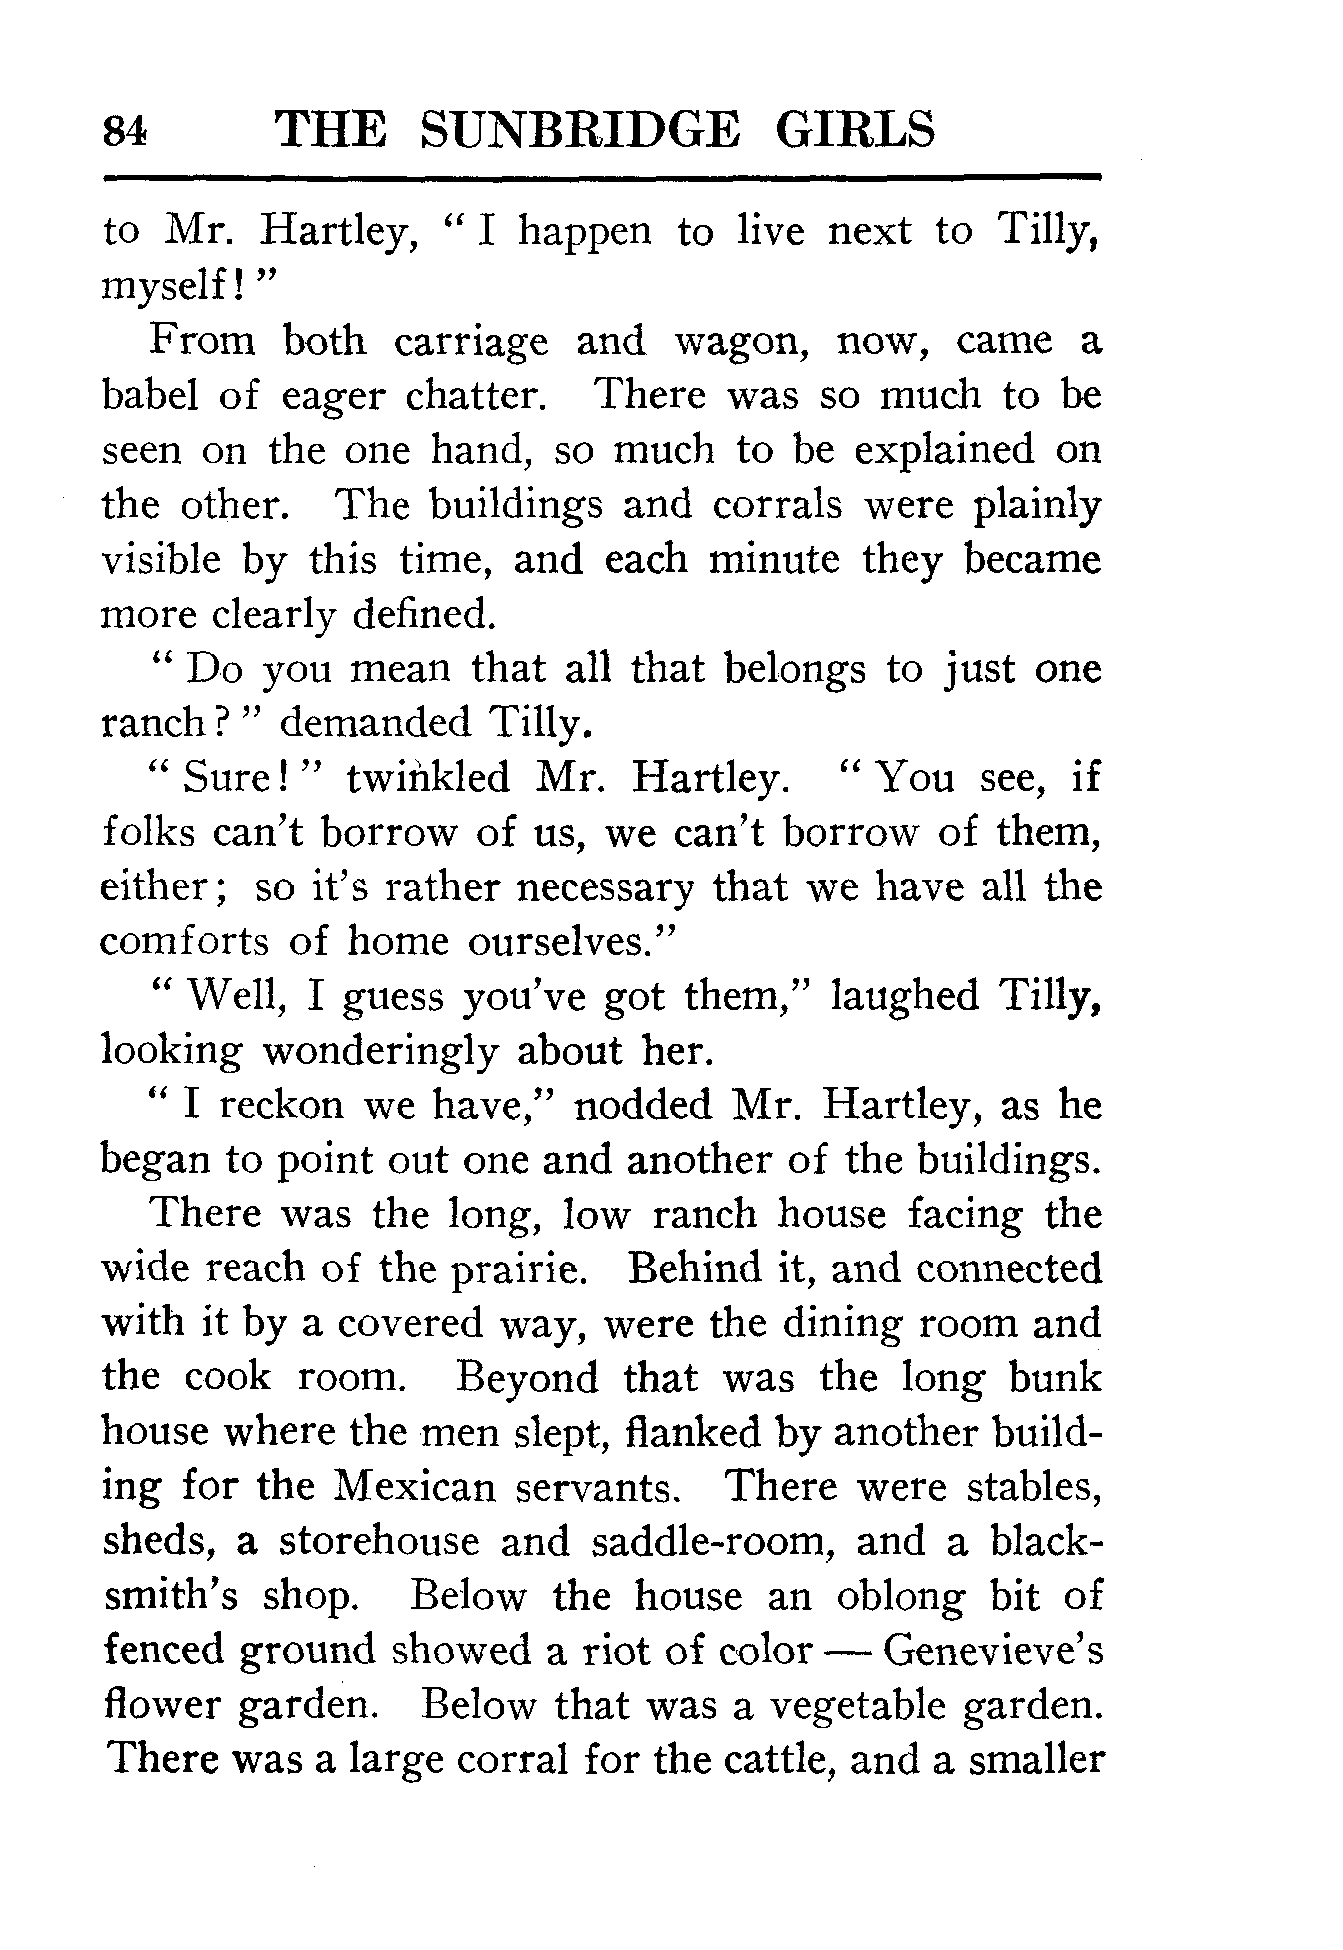 84 THE SUNBRIDGE GIRLS
to Mr. Hartley, “ I happen to live next to Tilly,
myself! ”
From both carriage and wagon, now, came a
babel of eager chatter. There was so much to be
seen on the one hand, so much to be explained on
the other. The buildings and corrals were plainly
visible by this time, and each minute they became
more clearly defined.
“ Do you mean that all that belongs to just one
ranch? ” demanded Tilly.
“ Sure! ” twinkled Mr. Hartley. “ You see, if
folks can’t borrow of us, we can’t borrow of them,
either; so it’s rather necessary that we have all the
comforts of home ourselves.”
“ Well, I guess you’ve got them,” laughed Tilly,
looking wonderingly about her.
“ I reckon we have,” nodded Mr. Hartley, as he
began to point out one and another of the buildings.
There was the long, low ranch house facing the
wide reach of the prairie. Behind it, and connected
with it by a covered way, were the dining room and
the cook room. Beyond that was the long bunk
house where the men slept, flanked by another build-
ing for the Mexican servants. There were stables,
sheds, a storehouse and saddle-room, and a black-
smith’s shop. Below the house an oblong bit of
fenced ground showed a riot of color — Genevieve’s
flower garden. Below that was a vegetable garden.
There was a large corral for the cattle, and a smaller